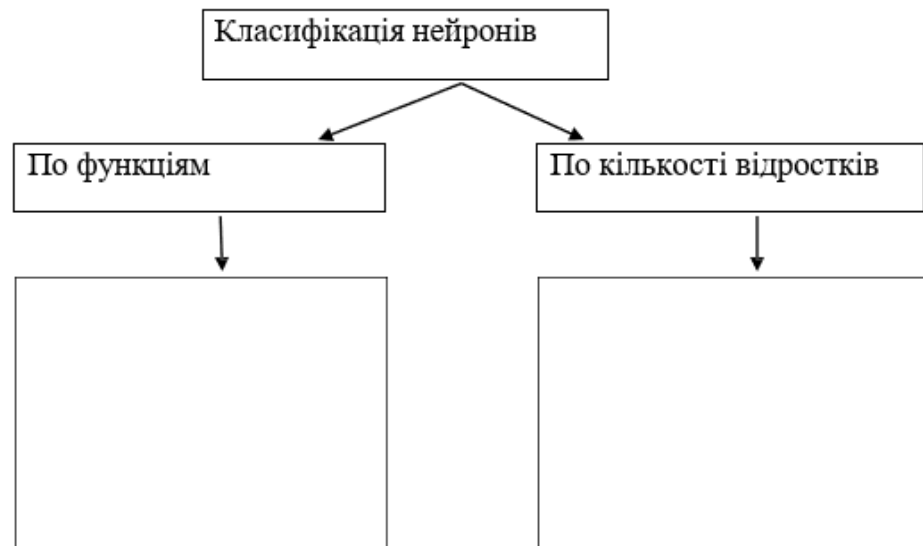 Класифікація нейронів
По функціям
По кількості відростків